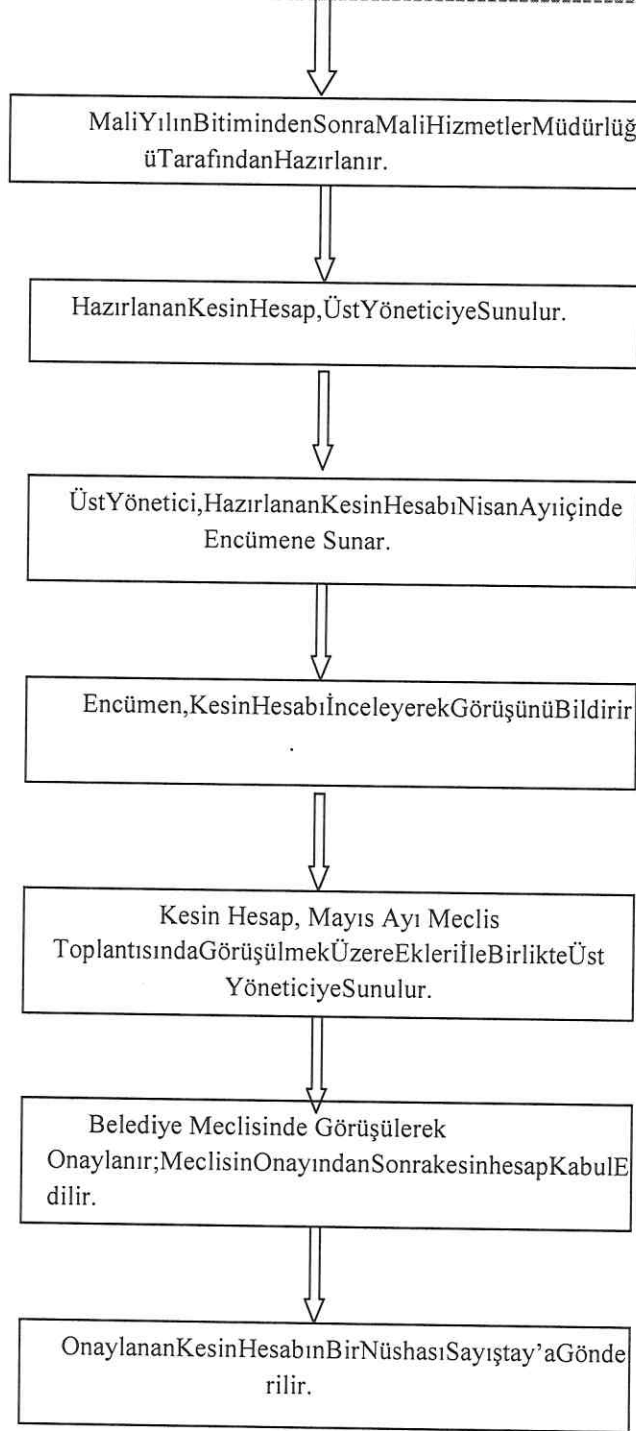 MaliYılınBitimindenSonraMaliHizmetlerMüdürlüğ
üTarafındanHazırlanır.
HazırlananKesinHesap,ÜstYöneticiyeSunulur.
ÜstYönetici,HazırlananKesinHesabıNisanAyıiçinde
Encümene Sunar.
Encümen,KesinHesabıİnceleyerekGörüşünüBildirir
.
Kesin Hesap, Mayıs Ayı Meclis
ToplantısındaGörüşülmekÜzereEkleriİleBirlikteÜst
YöneticiyeSunulur.
Belediye Meclisinde Görüşülerek
Onaylanır;MeclisinOnayındanSonrakesinhesapKabulE
dilir.
OnaylananKesinHesabınBirNüshasıSayıştay’aGönde
rilir.